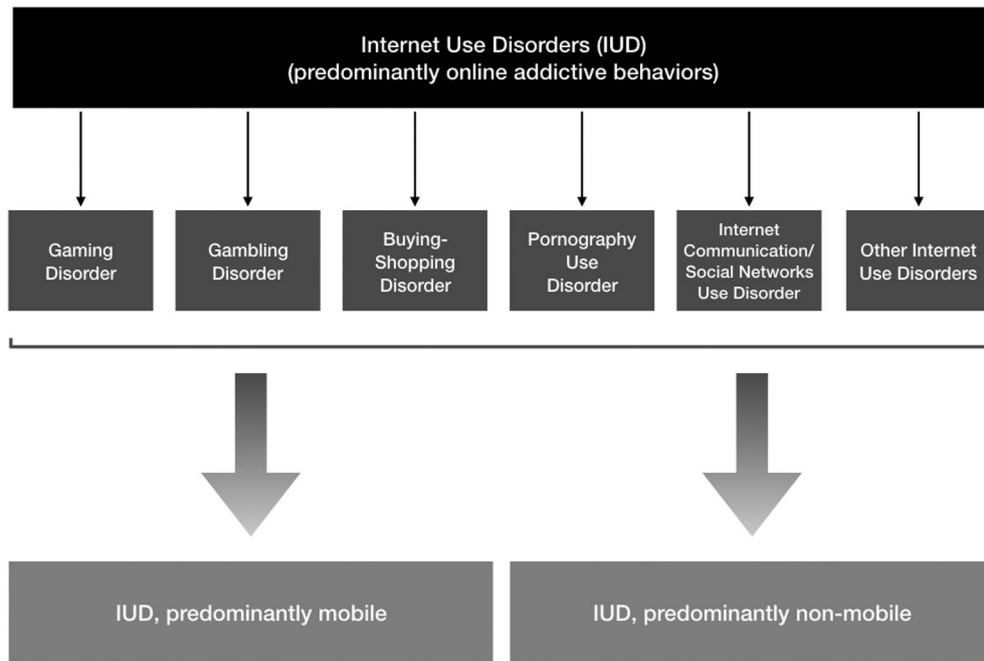 Internet Use Disorders (IUD)
(predominantly online addictive behaviors)
Gaming
Disorder
Gambling
Disorder
Buying-
Shopping
Disorder
Pornography
Use
Disorder
Internet
Communication/
Social Networks
Use Disorder
Other Internet
Use Disorders
IUD, predominantly mobile
IUD, predominantly non-mobile